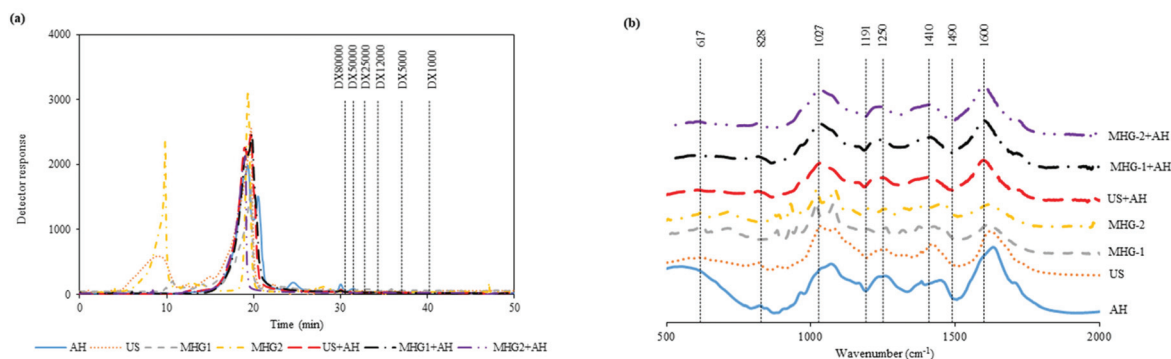 (a)
4000
3000
2000
1000
0
Detector response
DX80000
DX50000
DX25000
DX12000
DX5000
DX1000
0 10 20 30 40 50
Time (min)
AH US MHG1 MHG2 US+AH MHG1+AH MHG2+AH
(b)
617
828
1027
1191
1250
1410
1490
1600
MHG-2+AH
MHG-1+AH
US+AH
MHG-2
MHG-1
US
AH
500 1000 1500 2000
Wavenumber (cm-1)